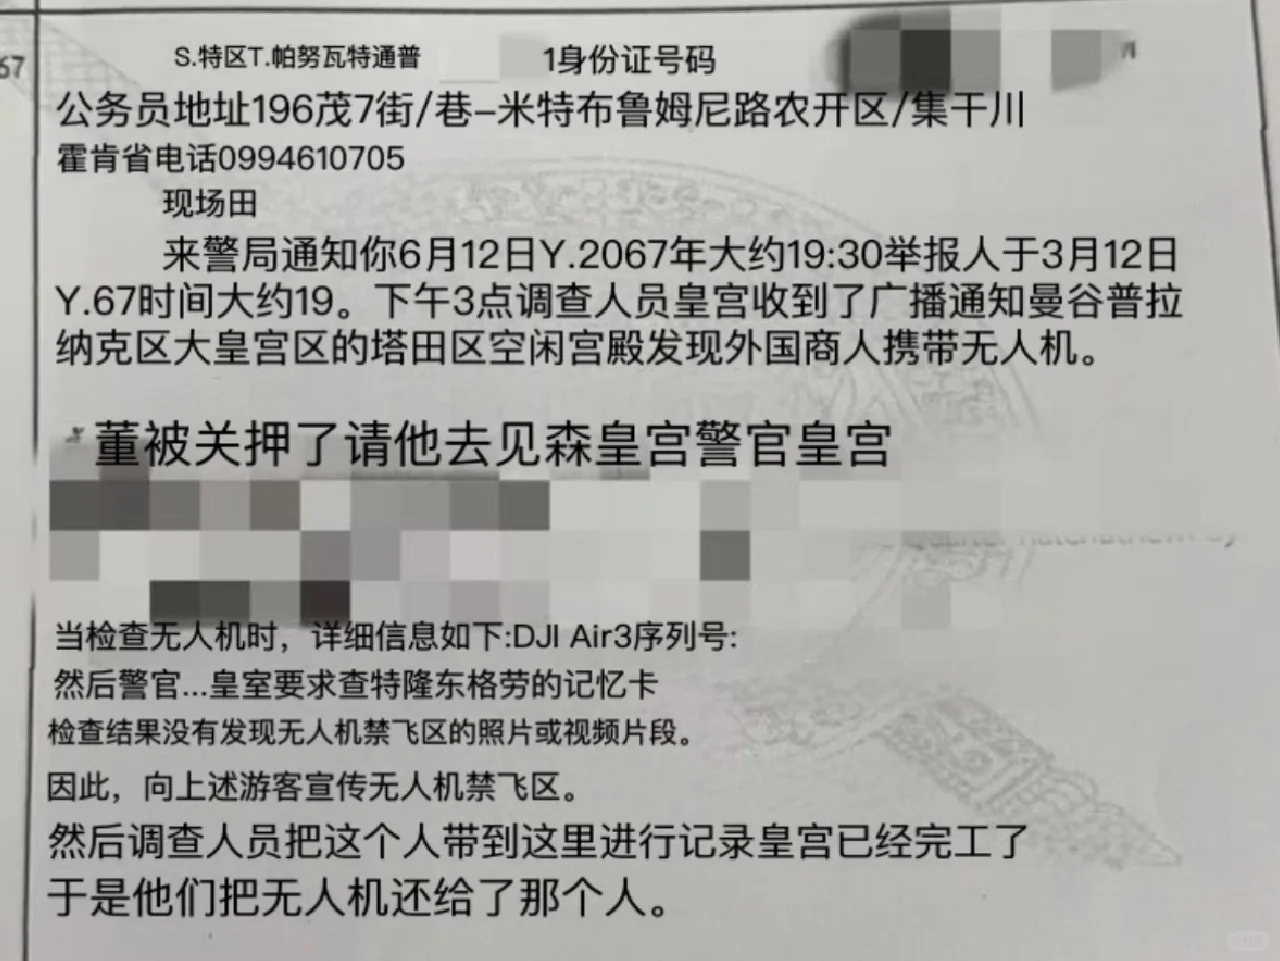 67
S.特区T.帕努瓦特通普
1身份证号码
公务员地址196茂7街/巷-米特布鲁姆尼路农开区/集干川
霍肯省电话0994610705
现场田
来警局通知你6月12日Y.2067年大约19:30举报人于3月12日
Y.67时间大约19。下午3点调查人员皇宫收到了广播通知曼谷普拉
纳克区大皇宫区的塔田区空闲宫殿发现外国商人携带无人机。
董被关押了请他去见森皇宫警官皇宫
当检查无人机时，详细信息如下:DJI Air3序列号:
然后警官...皇室要求查特隆东格劳的记忆卡
检查结果没有发现无人机禁飞区的照片或视频片段。
因此，向上述游客宣传无人机禁飞区。
然后调查人员把这个人带到这里进行记录皇宫已经完工了
于是他们把无人机还给了那个人。